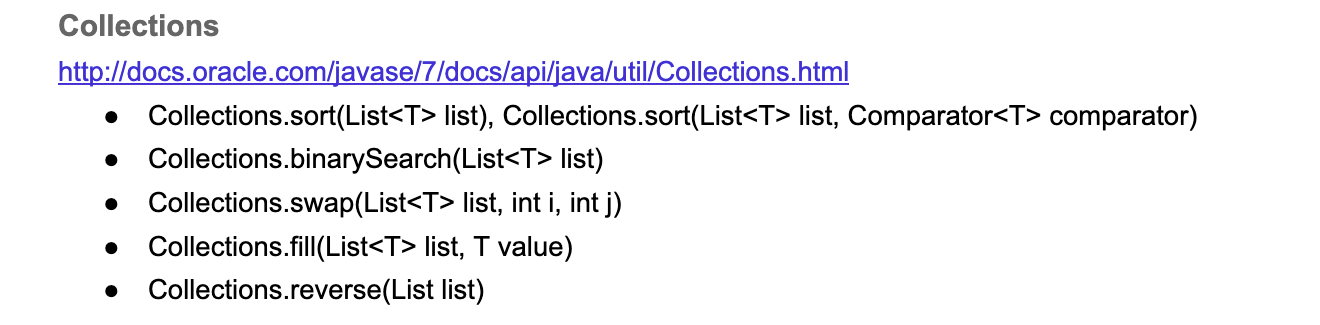 Collections
http://docs.oracle.com/javase/7/docs/api/java/util/Collections.html
● Collections.sort(List<T> list), Collections.sort(List<T> list, Comparator<T> comparator)
● Collections.binarySearch(List<T> list)
● Collections.swap(List<T> list, int i, int j)
● Collections.fill(List<T> list, T value)
● Collections.reverse(List list)